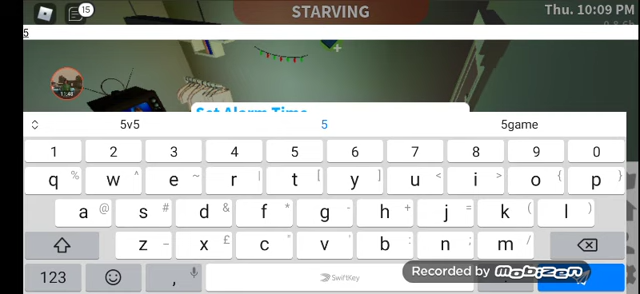 15
STARVING
Thu. 10:09 PM
5
Set Alarm Time
5v5
5
5game
1 2 3 4 5 6 7 8 9 0
q % w ^ e ~ r | t [ y ] u < i > o { p }
a @ s # d & f * g - h + j = k ( l )
z _ x £ c " v ' b : n ; m /
123 , SwiftKey
Recorded by Mobizen